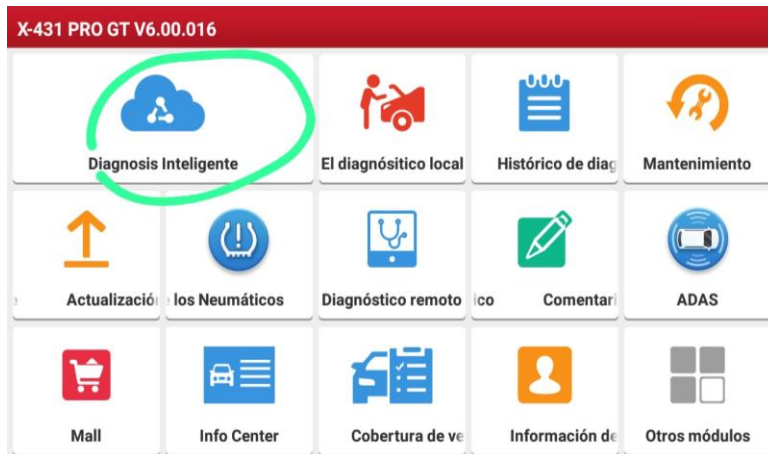 X-431 PRO GT V6.00.016
Diagnosis Inteligente
El diagnósitico local
Histórico de diag
Mantenimiento
Actualización
los Neumáticos
Diagnóstico remoto
ico Comentari
ADAS
Mall
Info Center
Cobertura de ve
Información de
Otros módulos